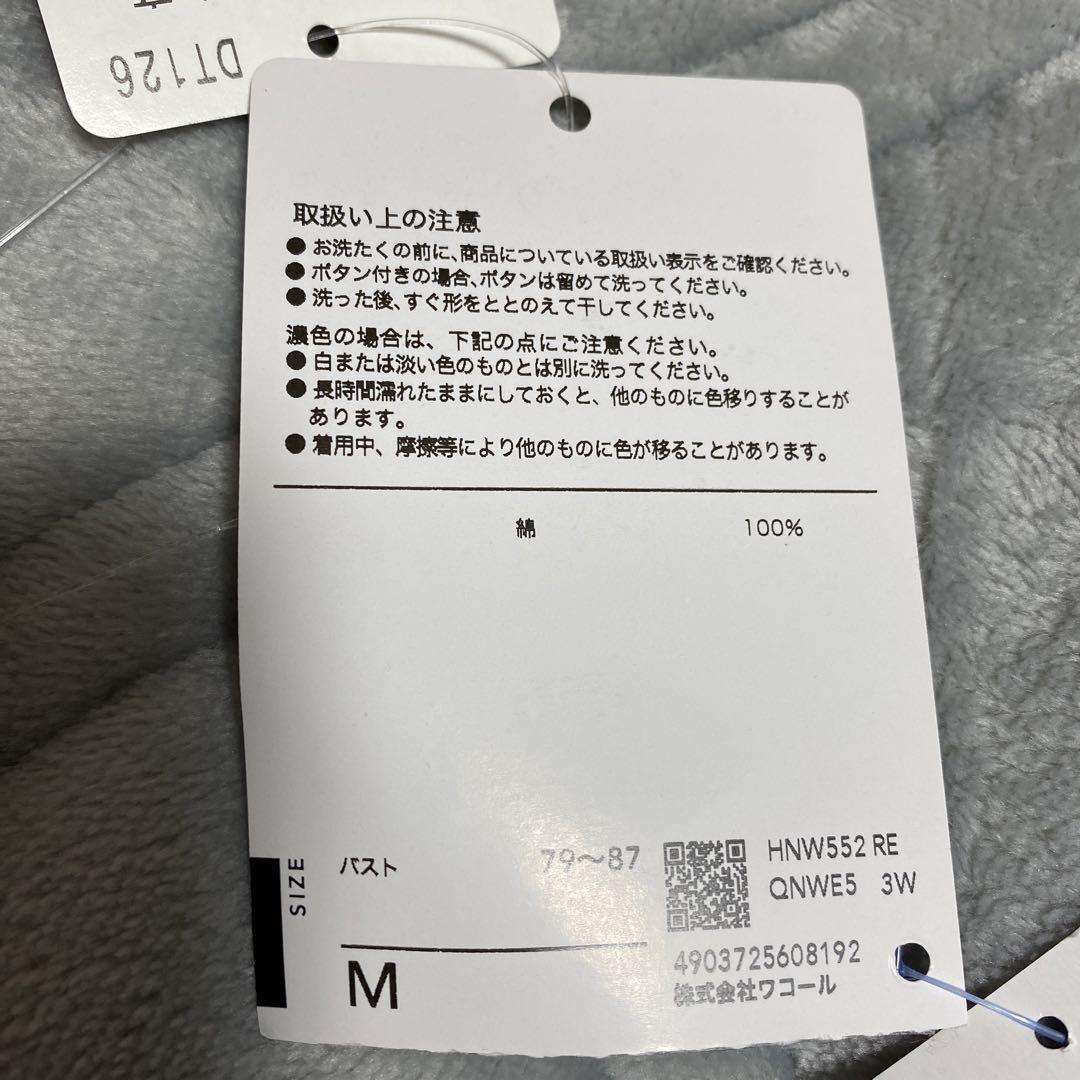 DT126
取扱い上の注意
● お洗たくの前に、商品についている取扱い表示をご確認ください。
● ボタン付きの場合、ボタンは留めて洗ってください。
● 洗った後、すぐ形をととのえて干してください。
濃色の場合は、下記の点にご注意ください。
● 白または淡い色のものとは別に洗ってください。
● 長時間濡れたままにしておくと、他のものに色移りすることが
あります。
● 着用中、摩擦等により他のものに色が移ることがあります。
綿 100%
SIZE
バスト 79〜87
M
HNW552 RE
QNWE5 3W
4903725608192
株式会社ワコール